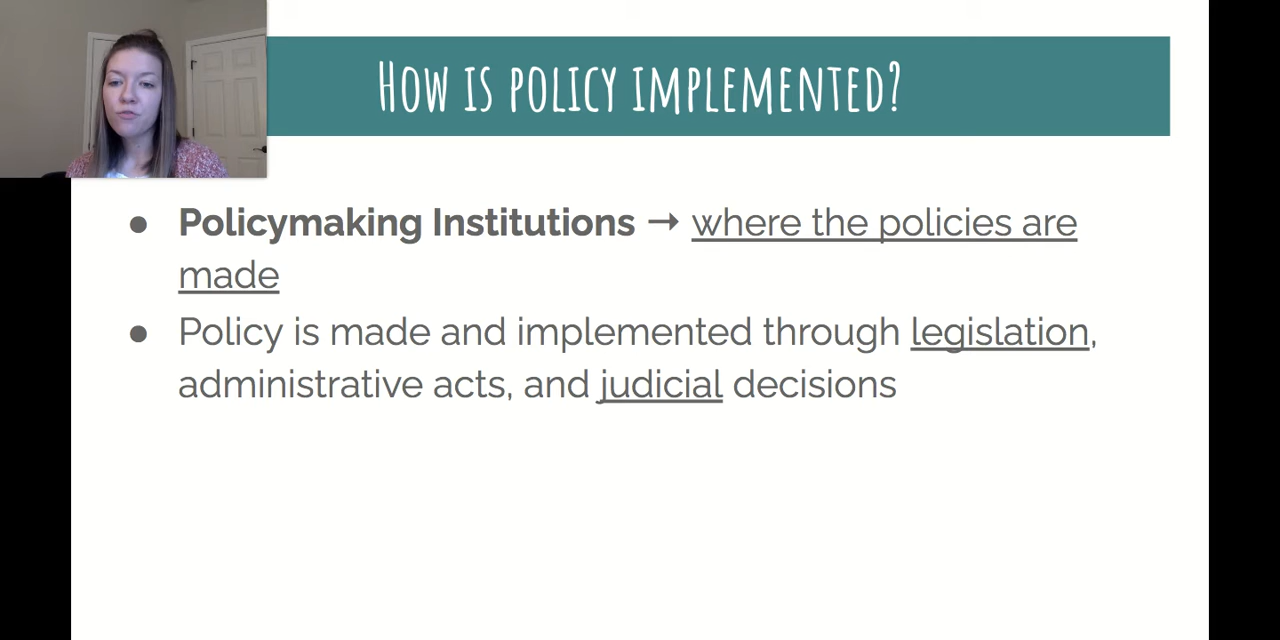 How is policy implemented?
● Policymaking Institutions → where the policies are
made
● Policy is made and implemented through legislation,
administrative acts, and judicial decisions